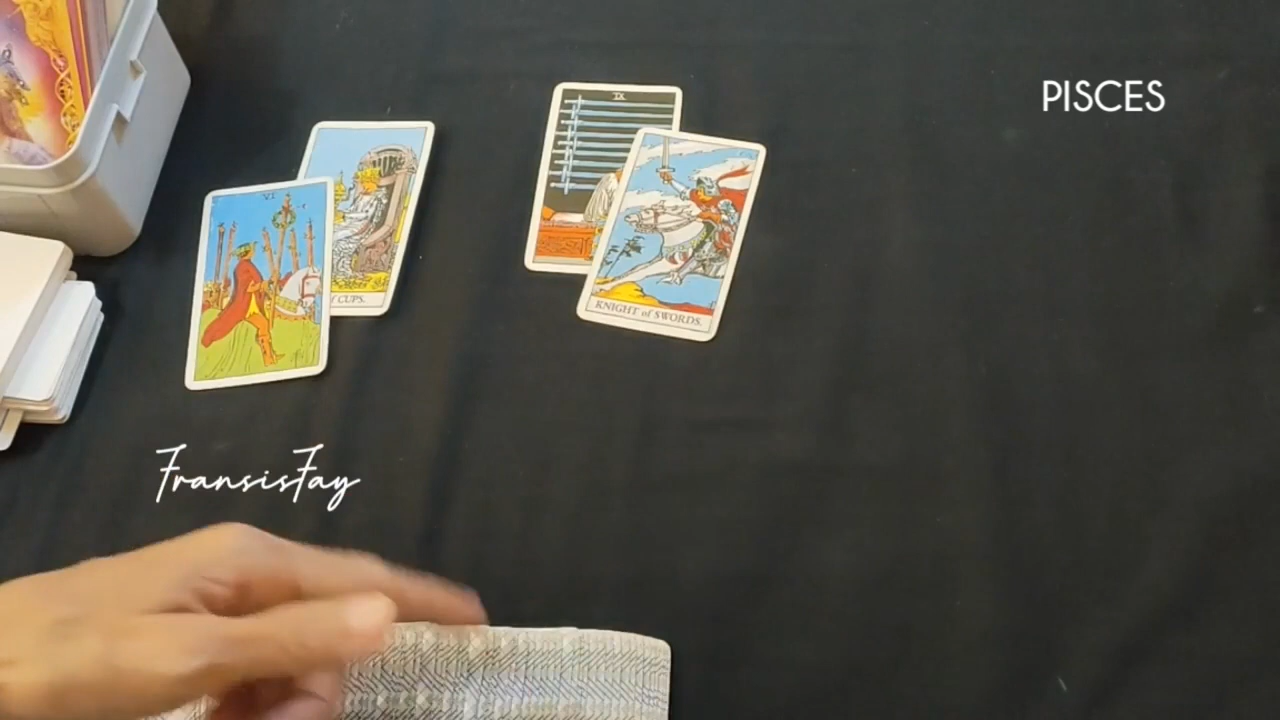 PISCES
IX
VI
f CUPS.
KNIGHT of SWORDS.
FransisFay